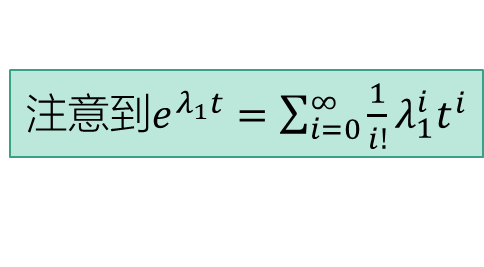 注意到$e^{\lambda_1 t} = \sum_{i=0}^{\infty} \frac{1}{i!} \lambda_1^i t^i$